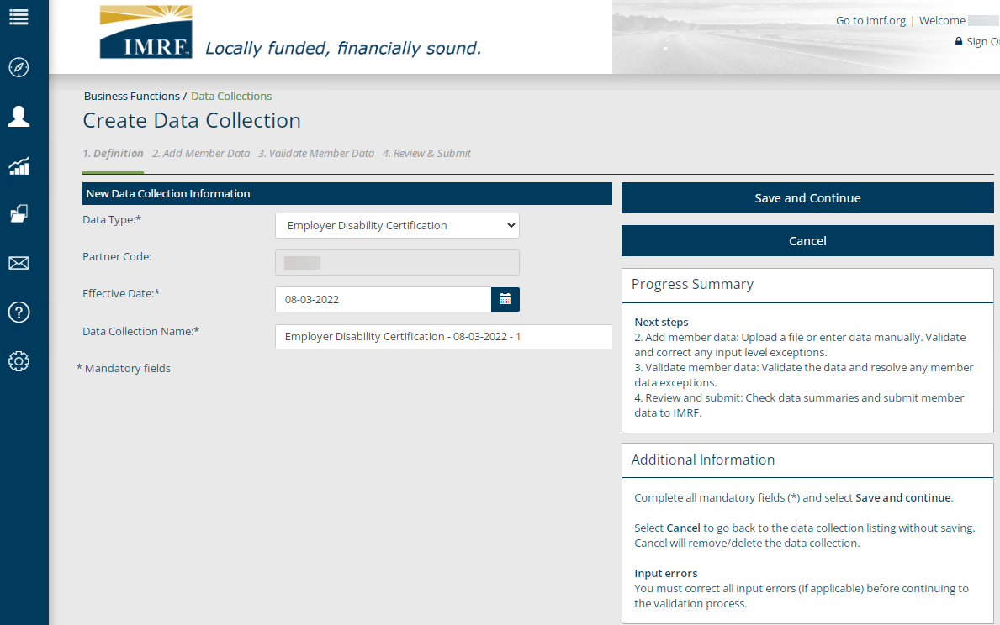 IMRF
Locally funded, financially sound.
Go to imrf.org | Welcome
Sign O
Business Functions / Data Collections
Create Data Collection
1. Definition 2. Add Member Data 3. Validate Member Data 4. Review & Submit
New Data Collection Information
Data Type:*
Employer Disability Certification
Partner Code:
Effective Date:*
08-03-2022
Data Collection Name:*
Employer Disability Certification - 08-03-2022 - 1
* Mandatory fields
Save and Continue
Cancel
Progress Summary
Next steps
2. Add member data: Upload a file or enter data manually. Validate
and correct any input level exceptions.
3. Validate member data: Validate the data and resolve any member
data exceptions.
4. Review and submit: Check data summaries and submit member
data to IMRF.
Additional Information
Complete all mandatory fields (*) and select Save and continue.
Select Cancel to go back to the data collection listing without saving.
Cancel will remove/delete the data collection.
Input errors
You must correct all input errors (if applicable) before continuing to
the validation process.